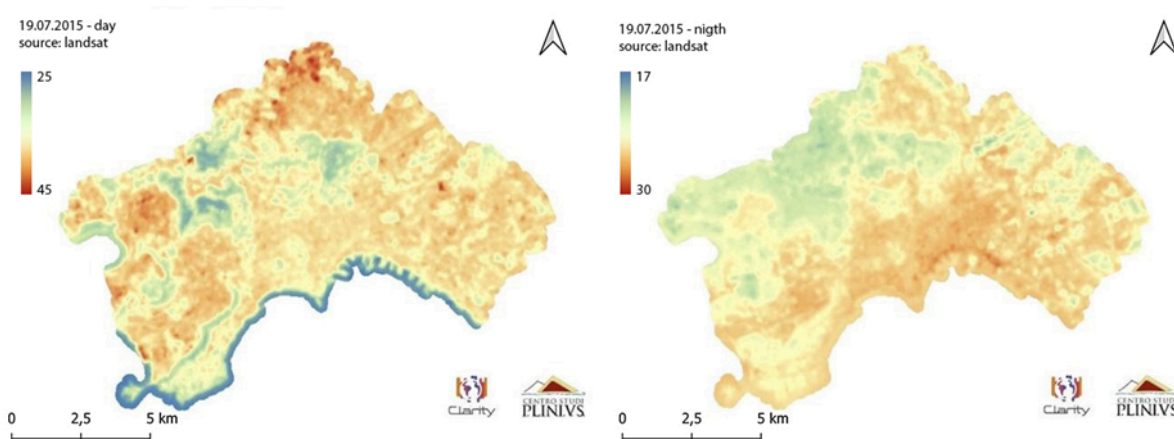 19.07.2015 - day
source: landsat
25
45
Clarity
CENTRO STUDI
PLINIVS
0 2,5 5 km
19.07.2015 - nigth
source: landsat
17
30
Clarity
CENTRO STUDI
PLINIVS
0 2,5 5 km